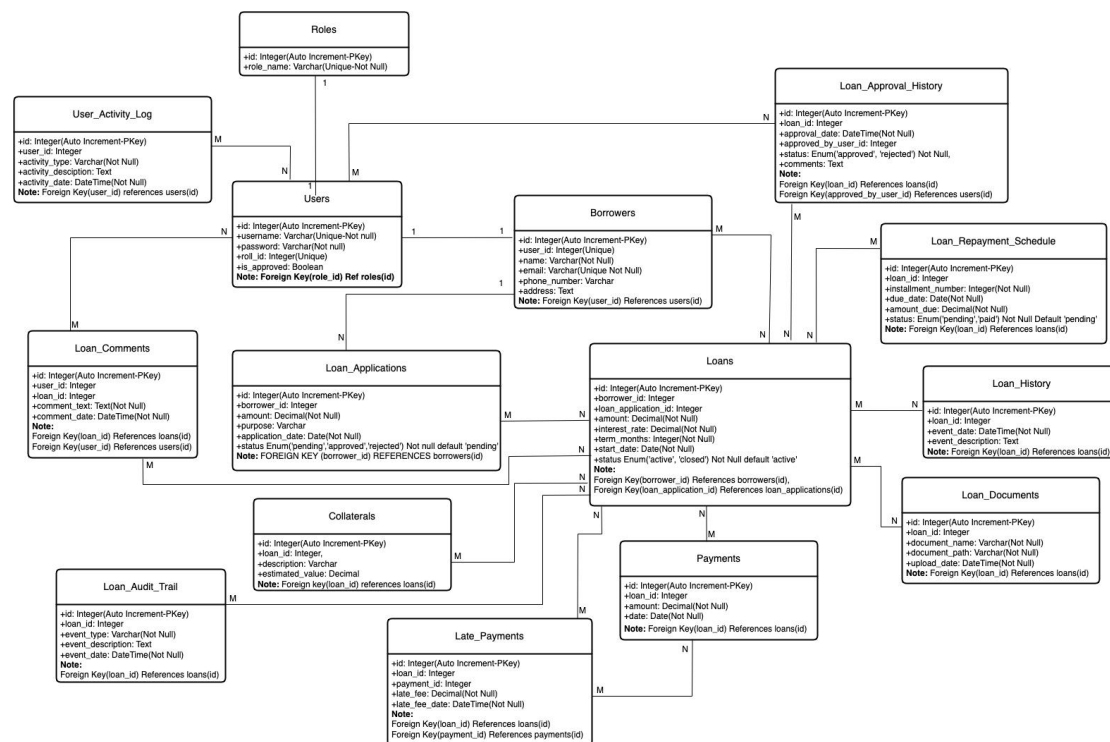 Roles
+id: Integer(Auto Increment-PKey)
+role_name: Varchar(Unique-Not Null)
1
User_Activity_Log
+id: Integer(Auto Increment-PKey)
+user_id: Integer
+activity_type: Varchar(Not Null)
+activity_desciption: Text
+activity_date: DateTime(Not Null)
Note: Foreign Key(user_id) references users(id)
M
N
Loan_Approval_History
+id: Integer(Auto Increment-PKey)
+loan_id: Integer
+approval_date: DateTime(Not Null)
+approved_by_user_id: Integer
+status: Enum('approved', 'rejected') Not Null,
+comments: Text
Note:
Foreign Key(loan_id) References loans(id)
Foreign Key(approved_by_user_id) References users(id)
N
M
M
1
Users
+id: Integer(Auto Increment-PKey)
+username: Varchar(Unique-Not null)
+password: Varchar(Not null)
+roll_id: Integer(Unique)
+is_approved: Boolean
Note: Foreign Key(role_id) Ref roles(id)
N
1
1
Borrowers
+id: Integer(Auto Increment-PKey)
+user_id: Integer(Unique)
+name: Varchar(Not Null)
+email: Varchar(Unique Not Null)
+phone_number: Varchar
+address: Text
Note: Foreign Key(user_id) References users(id)
M
1
Loan_Repayment_Schedule
+id: Integer(Auto Increment-PKey)
+loan_id: Integer
+installment_number: Integer(Not Null)
+due_date: Date(Not Null)
+amount_due: Decimal(Not Null)
+status: Enum('pending','paid') Not Null Default 'pending'
Note: Foreign Key(loan_id) References loans(id)
M
M
Loan_Comments
+id: Integer(Auto Increment-PKey)
+user_id: Integer
+loan_id: Integer
+comment_text: Text(Not Null)
+comment_date: DateTime(Not Null)
Note:
Foreign Key(loan_id) References loans(id)
Foreign Key(user_id) References users(id)
M
N
Loan_Applications
+id: Integer(Auto Increment-PKey)
+borrower_id: Integer
+amount: Decimal(Not Null)
+purpose: Varchar
+application_date: Date(Not Null)
+status Enum('pending','approved','rejected') Not null default 'pending'
Note: FOREIGN KEY (borrower_id) REFERENCES borrowers(id)
M
N
N
N
N
Loans
+id: Integer(Auto Increment-PKey)
+borrower_id: Integer
+loan_application_id: Integer
+amount: Decimal(Not Null)
+interest_rate: Decimal(Not Null)
+term_months: Integer(Not Null)
+start_date: Date(Not Null)
+status Enum('active', 'closed') Not Null default 'active'
Note:
Foreign Key(borrower_id) References borrowers(id),
Foreign Key(loan_application_id) References loan_applications(id)
N
N
N
N
M
M
N
N
Loan_History
+id: Integer(Auto Increment-PKey)
+loan_id: Integer
+event_date: DateTime(Not Null)
+event_description: Text
Note: Foreign Key(loan_id) References loans(id)
N
Loan_Documents
+id: Integer(Auto Increment-PKey)
+loan_id: Integer
+document_name: Varchar(Not Null)
+document_path: Varchar(Not Null)
+upload_date: DateTime(Not Null)
Note: Foreign Key(loan_id) References loans(id)
N
Collaterals
+id: Integer(Auto Increment-PKey)
+loan_id: Integer,
+description: Varchar
+estimated_value: Decimal
Note: Foreign key(loan_id) references loans(id)
M
Payments
+id: Integer(Auto Increment-PKey)
+loan_id: Integer
+amount: Decimal(Not Null)
+date: Date(Not Null)
Note: Foreign Key(loan_id) References loans(id)
M
N
Loan_Audit_Trail
+id: Integer(Auto Increment-PKey)
+loan_id: Integer
+event_type: Varchar(Not Null)
+event_description: Text
+event_date: DateTime(Not Null)
Note:
Foreign Key(loan_id) References loans(id)
M
Late_Payments
+id: Integer(Auto Increment-PKey)
+loan_id: Integer
+payment_id: Integer
+late_fee: Decimal(Not Null)
+late_fee_date: DateTime(Not Null)
Note:
Foreign Key(loan_id) References loans(id)
Foreign Key(payment_id) References payments(id)
M
M